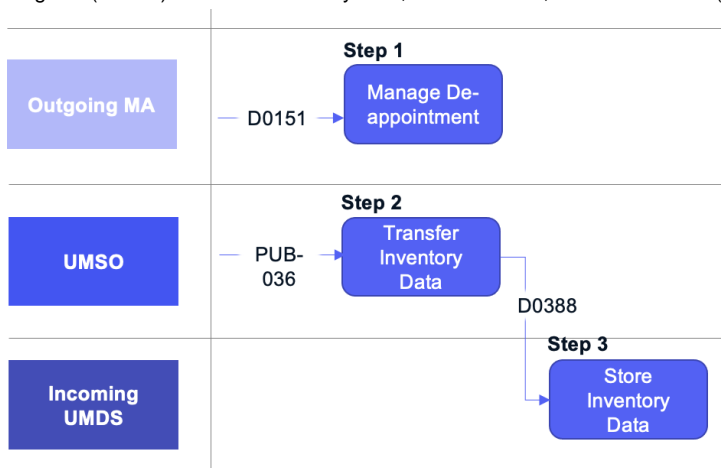 Step 1
Outgoing MA
D0151
Manage De-
appointment
Step 2
UMSO
PUB-
036
Transfer
Inventory
Data
D0388
Step 3
Incoming
UMDS
Store
Inventory
Data